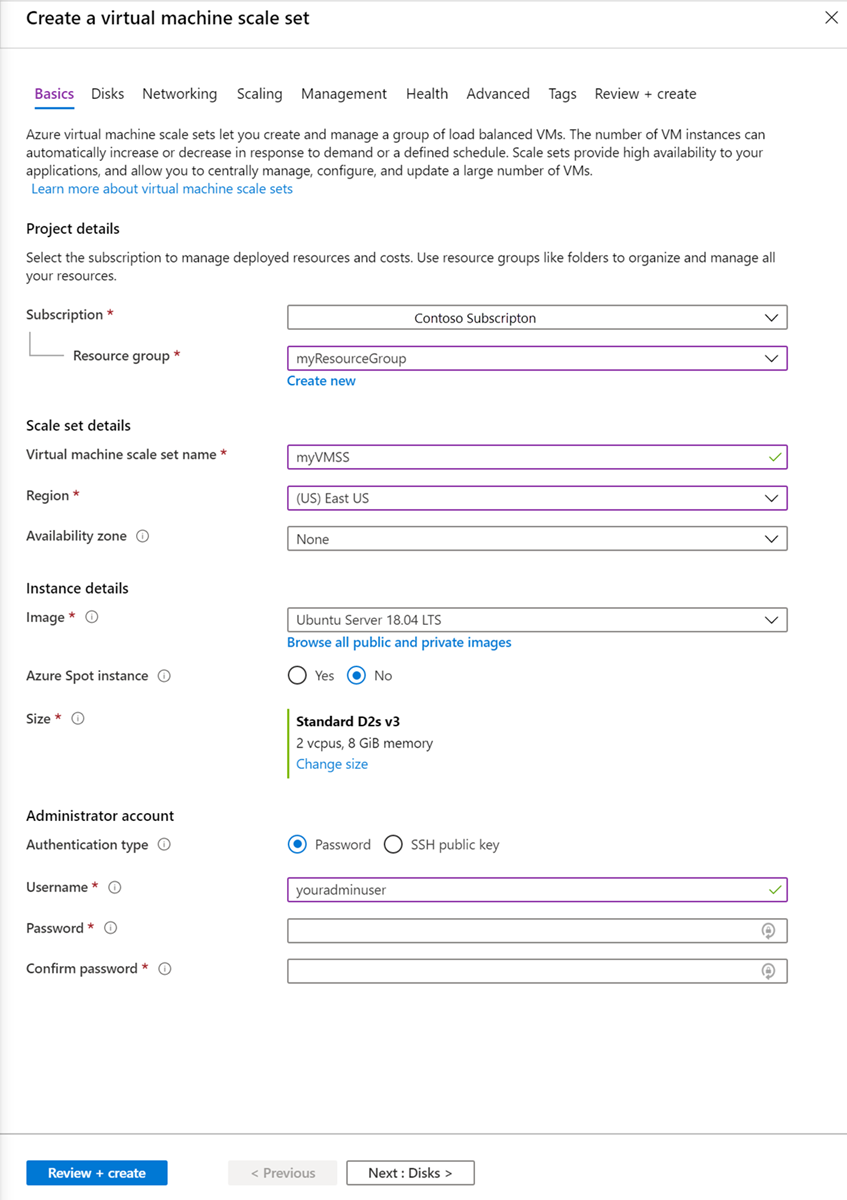 Create a virtual machine scale set
Basics Disks Networking Scaling Management Health Advanced Tags Review + create
Azure virtual machine scale sets let you create and manage a group of load balanced VMs. The number of VM instances can
automatically increase or decrease in response to demand or a defined schedule. Scale sets provide high availability to your
applications, and allow you to centrally manage, configure, and update a large number of VMs.
Learn more about virtual machine scale sets
Project details
Select the subscription to manage deployed resources and costs. Use resource groups like folders to organize and manage all
your resources.
Subscription * Contoso Subscripton
Resource group * myResourceGroup
Create new
Scale set details
Virtual machine scale set name * myVMSS
Region * (US) East US
Availability zone None
Instance details
Image * Ubuntu Server 18.04 LTS
Browse all public and private images
Azure Spot instance Yes No
Size * Standard D2s v3
2 vcpus, 8 GiB memory
Change size
Administrator account
Authentication type Password SSH public key
Username * youradminuser
Password *
Confirm password *
Review + create < Previous Next : Disks >